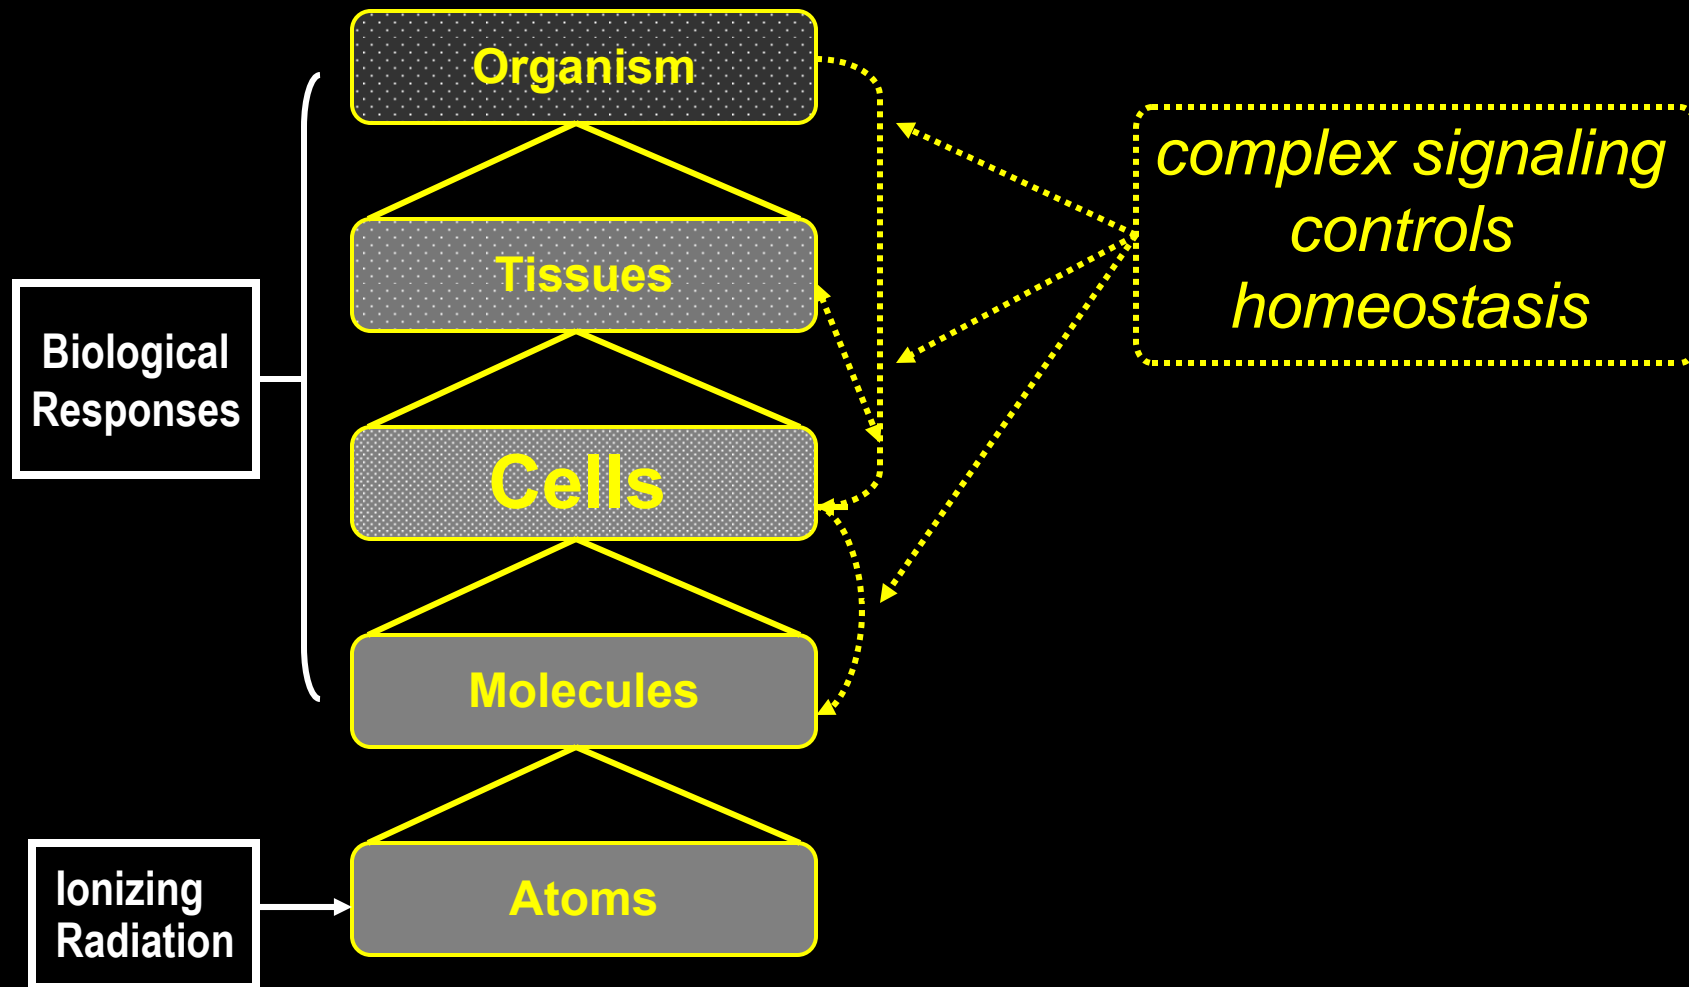 Organism
Tissues
Cells
Molecules
Atoms
Biological
Responses
Ionizing
Radiation
complex signaling
controls
homeostasis